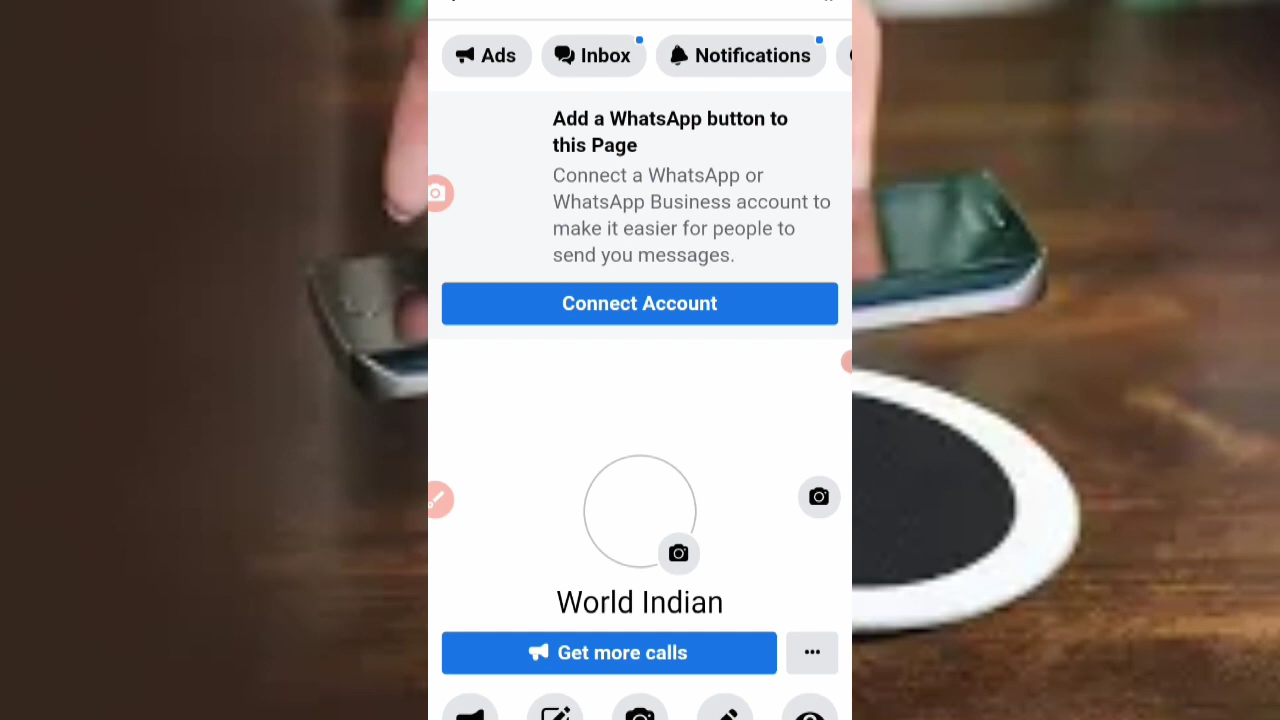 Ads Inbox Notifications
Add a WhatsApp button to
this Page
Connect a WhatsApp or
WhatsApp Business account to
make it easier for people to
send you messages.
Connect Account
World Indian
Get more calls